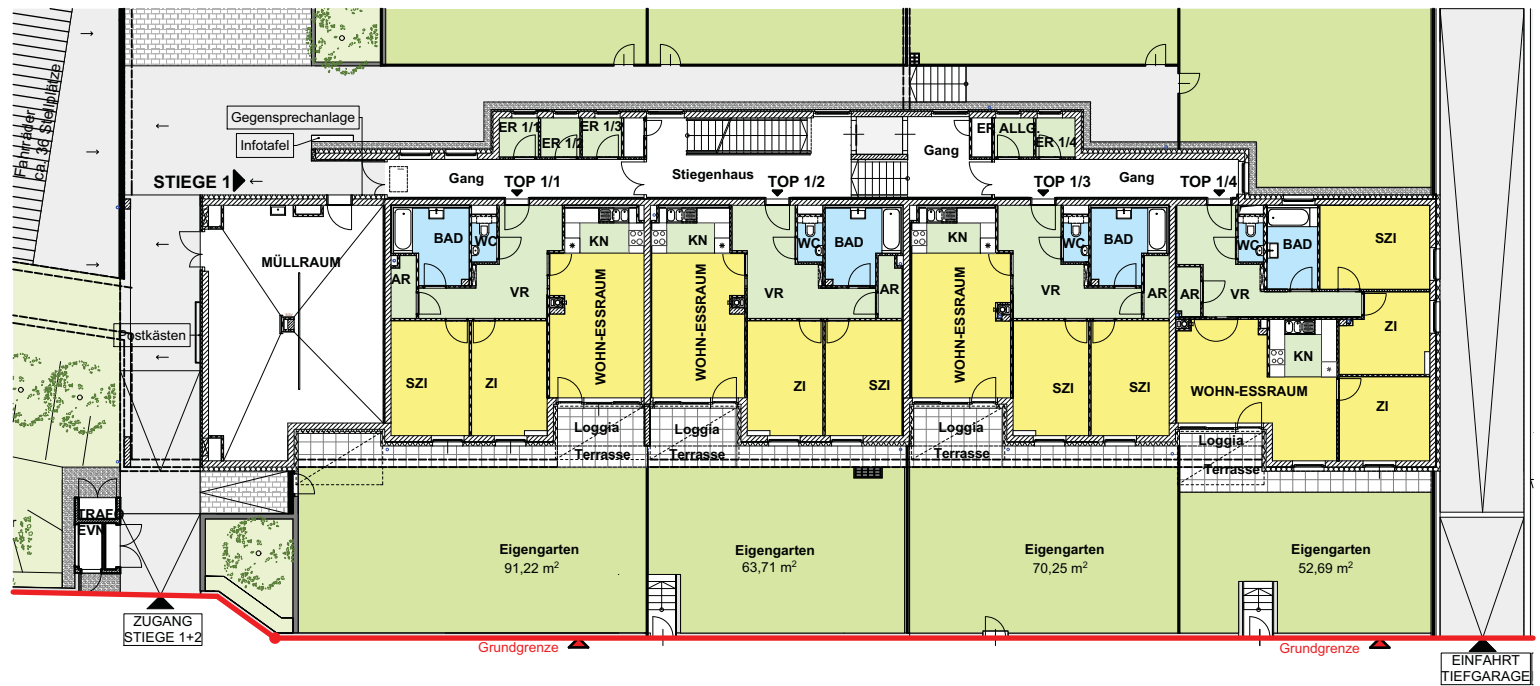 Fahrräder
ca. 36 Stellplätze
Gegensprechanlage
Infotafel
STIEGE 1
ER 1/1
ER 1/2
ER 1/3
ER ALLG.
ER 1/4
Gang
Gang
TOP 1/1
Stiegenhaus
TOP 1/2
TOP 1/3
Gang
TOP 1/4
MÜLLRAUM
Postkästen
BAD
WC
AR
VR
KN
WOHN-ESSRAUM
SZI
ZI
Loggia
Terrasse
KN
WOHN-ESSRAUM
VR
WC
BAD
AR
ZI
SZI
Loggia
Terrasse
KN
WOHN-ESSRAUM
VR
WC
BAD
AR
SZI
SZI
Loggia
Terrasse
WC
BAD
SZI
AR
VR
ZI
KN
WOHN-ESSRAUM
ZI
Loggia
Terrasse
TRAFO
EVN
Eigengarten
91,22 m²
Eigengarten
63,71 m²
Eigengarten
70,25 m²
Eigengarten
52,69 m²
ZUGANG
STIEGE 1+2
Grundgrenze
Grundgrenze
EINFAHRT
TIEFGARAGE